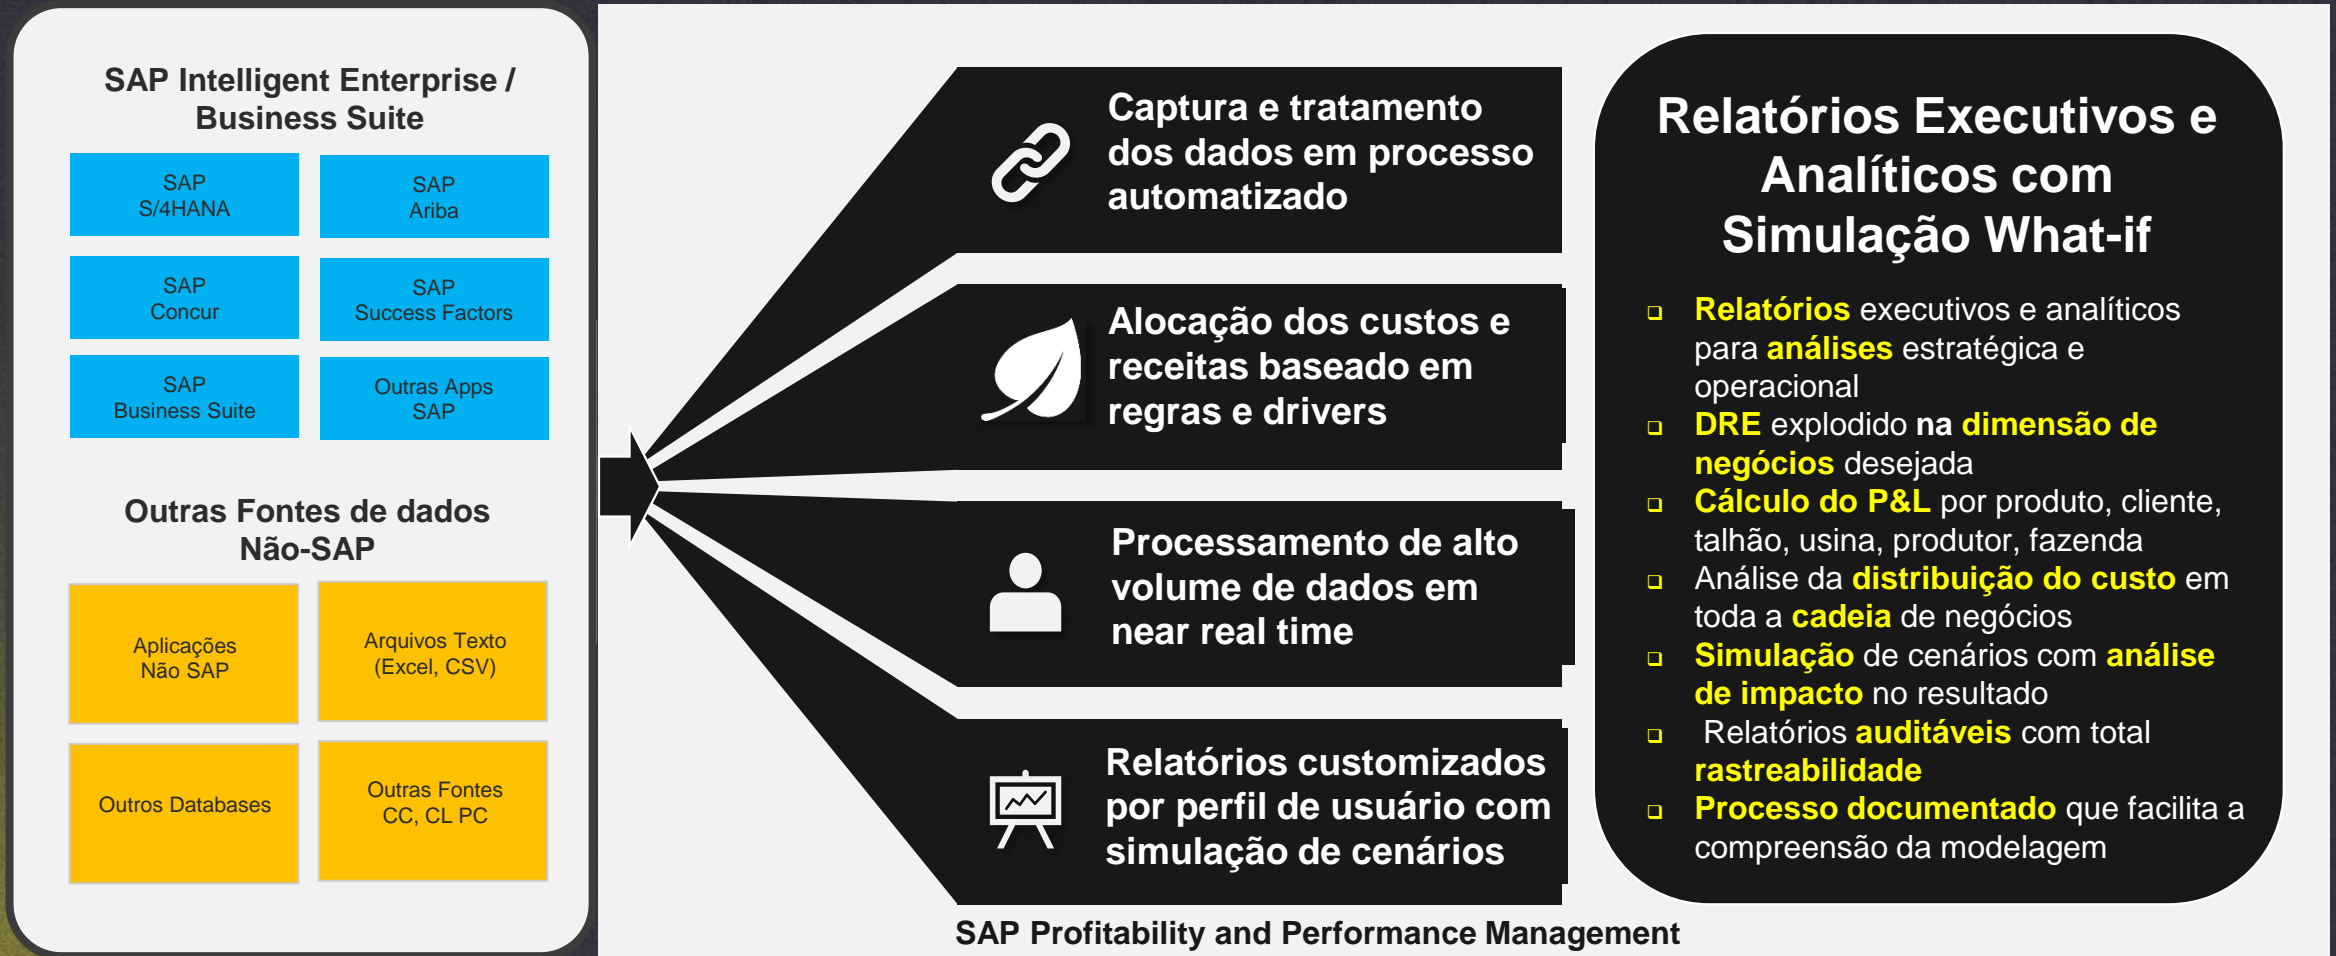 SAP Intelligent Enterprise /
Business Suite
SAP
S/4HANA
SAP
Ariba
SAP
Concur
SAP
Success Factors
SAP
Business Suite
Outras Apps
SAP
Outras Fontes de dados
Não-SAP
Aplicações
Não SAP
Arquivos Texto
(Excel, CSV)
Outros Databases
Outras Fontes
CC, CL PC
Captura e tratamento
dos dados em processo
automatizado
Alocação dos custos e
receitas baseado em
regras e drivers
Processamento de alto
volume de dados em
near real time
Relatórios customizados
por perfil de usuário com
simulação de cenários
SAP Profitability and Performance Management
Relatórios Executivos e
Analíticos com
Simulação What-if
Relatórios executivos e analíticos
para análises estratégica e
operacional
DRE explodido na dimensão de
negócios desejada
Cálculo do P&L por produto, cliente,
talhão, usina, produtor, fazenda
Análise da distribuição do custo em
toda a cadeia de negócios
Simulação de cenários com análise
de impacto no resultado
Relatórios auditáveis com total
rastreabilidade
Processo documentado que facilita a
compreensão da modelagem